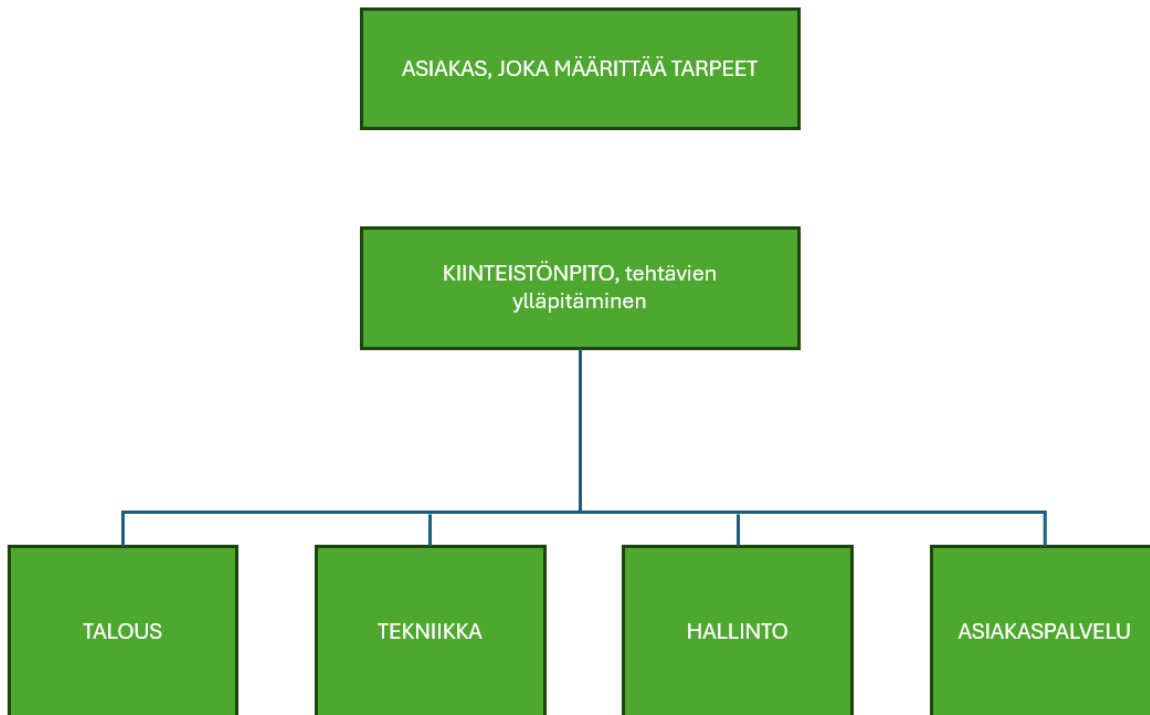 ASIAKAS, JOKA MÄÄRITTÄÄ TARPEET
KIINTEISTÖNPITO, tehtävien
ylläpitäminen
TALOUS
TEKNIIKKA
HALLINTO
ASIAKASPALVELU